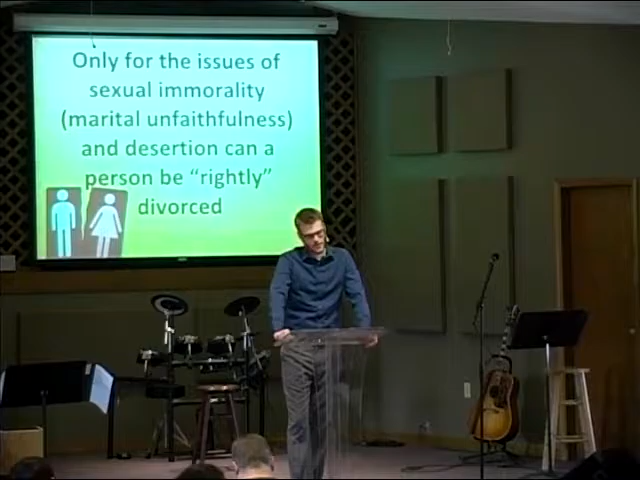 Only for the issues of
sexual immorality
(marital unfaithfulness)
and desertion can a
person be “rightly”
divorced